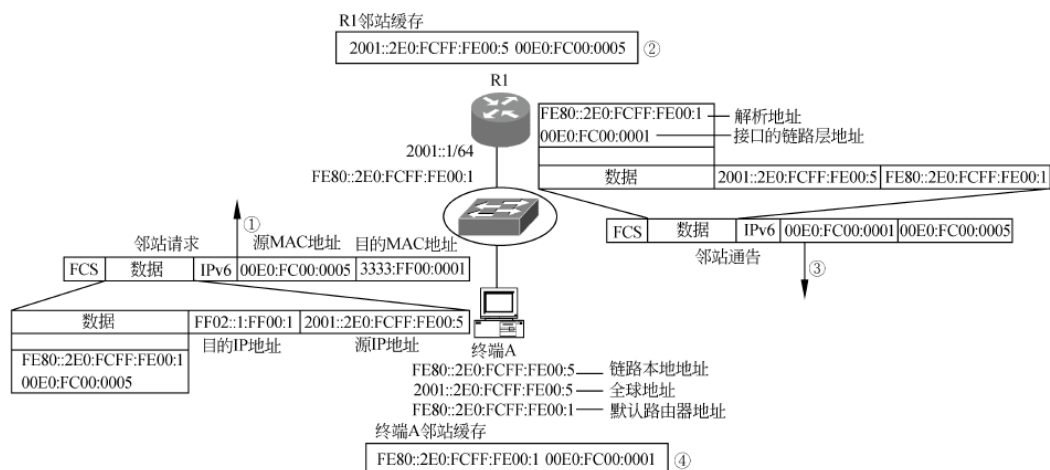 R1邻站缓存
2001::2E0:FCFF:FE00:5 00E0:FC00:0005 ②
R1
FE80::2E0:FCFF:FE00:1 解析地址
00E0:FC00:0001 接口的链路层地址
2001::1/64
FE80::2E0:FCFF:FE00:1
数据 2001::2E0:FCFF:FE00:5 FE80::2E0:FCFF:FE00:1
FCS 数据 IPv6 00E0:FC00:0001 00E0:FC00:0005
邻站通告
③
①
邻站请求 源MAC地址 目的MAC地址
FCS 数据 IPv6 00E0:FC00:0005 3333:FF00:0001
数据 FF02::1:FF00:1 2001::2E0:FCFF:FE00:5
目的IP地址 源IP地址
FE80::2E0:FCFF:FE00:1
00E0:FC00:0005
终端A
FE80::2E0:FCFF:FE00:5 链路本地地址
2001::2E0:FCFF:FE00:5 全球地址
FE80::2E0:FCFF:FE00:1 默认路由器地址
终端A邻站缓存
FE80::2E0:FCFF:FE00:1 00E0:FC00:0001 ④